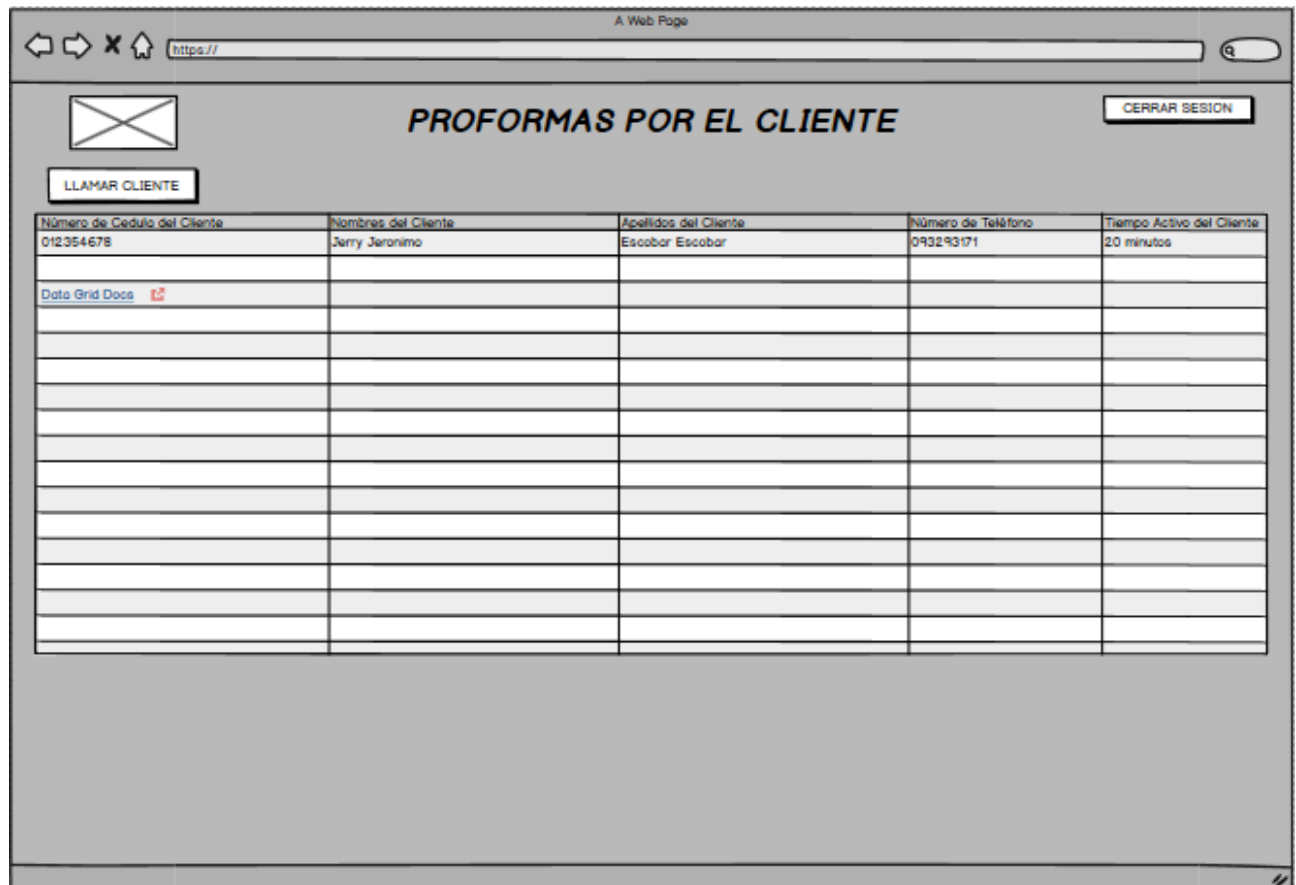 A Web Page
https://
PROFORMAS POR EL CLIENTE
CERRAR SESION
LLAMAR CLIENTE
Número de Cedula del Cliente Nombres del Cliente Apellidos del Cliente Número de Teléfono Tiempo Activo del Cliente
012354678 Jerry Jeronimo Escobar Escobar 093293171 20 minutos
Data Grid Docs